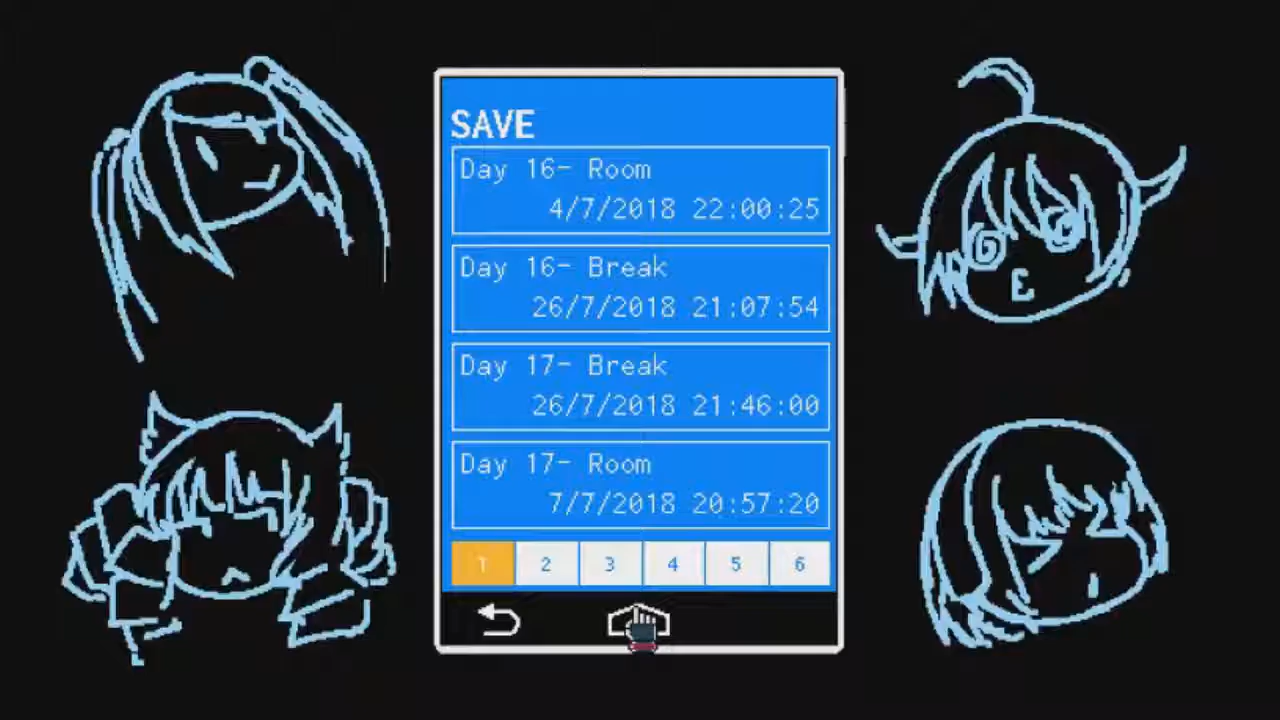 SAVE
Day 16- Room
4/7/2018 22:00:25
Day 16- Break
26/7/2018 21:07:54
Day 17- Break
26/7/2018 21:46:00
Day 17- Room
7/7/2018 20:57:20
1 2 3 4 5 6